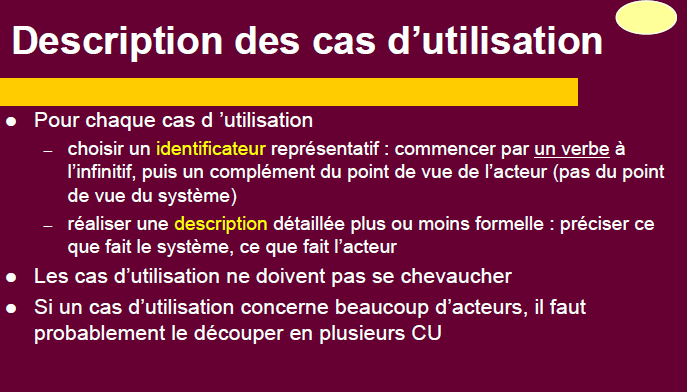 Description des cas d’utilisation
● Pour chaque cas d ’utilisation
– choisir un identificateur représentatif : commencer par un verbe à
l’infinitif, puis un complément du point de vue de l’acteur (pas du point
de vue du système)
– réaliser une description détaillée plus ou moins formelle : préciser ce
que fait le système, ce que fait l’acteur
● Les cas d’utilisation ne doivent pas se chevaucher
● Si un cas d’utilisation concerne beaucoup d’acteurs, il faut
probablement le découper en plusieurs CU